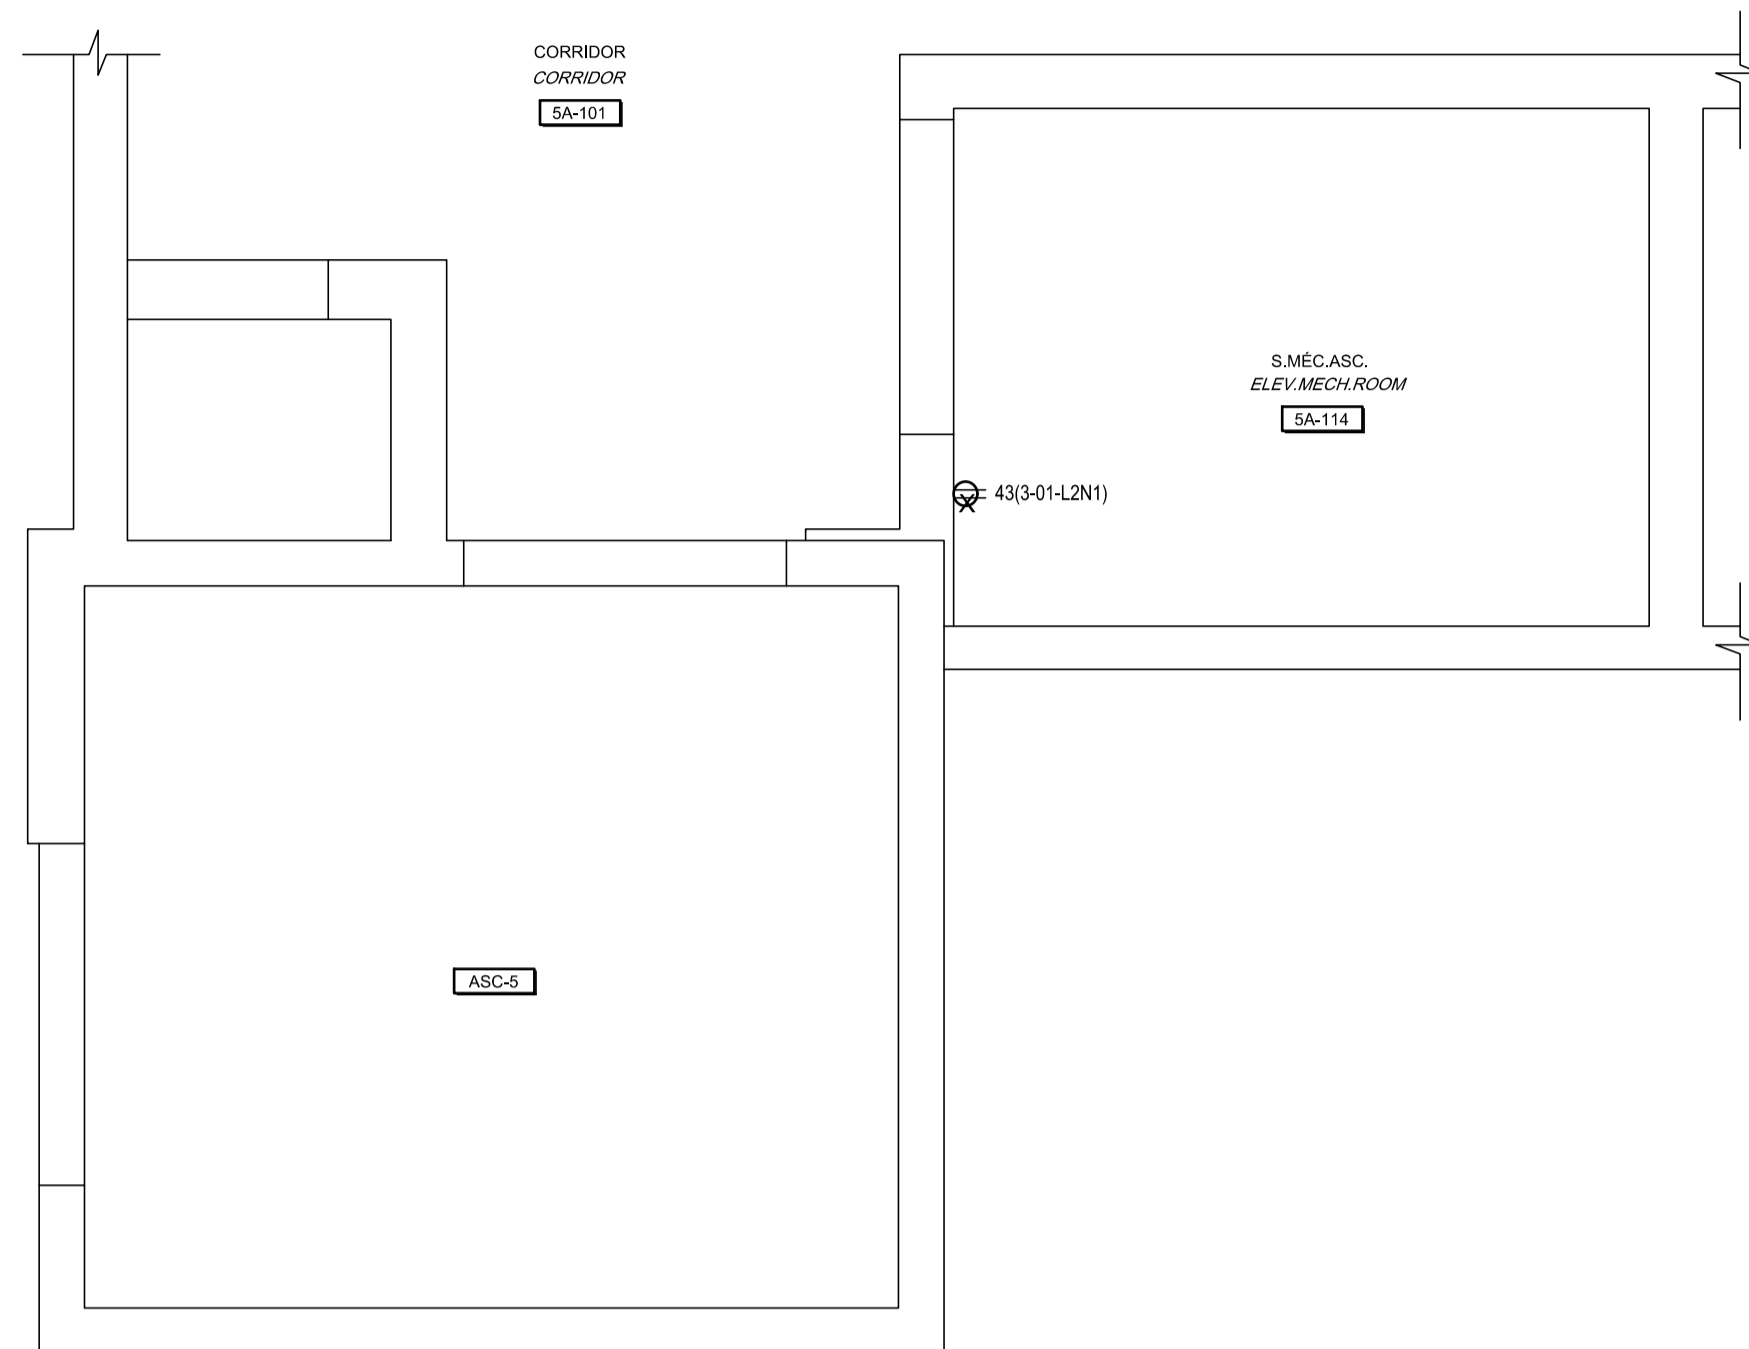 CORRIDOR
CORRIDOR
5A-101
S.MÉC.ASC.
ELEV.MECH.ROOM
5A-114
X
43(3-01-L2N1)
ASC-5